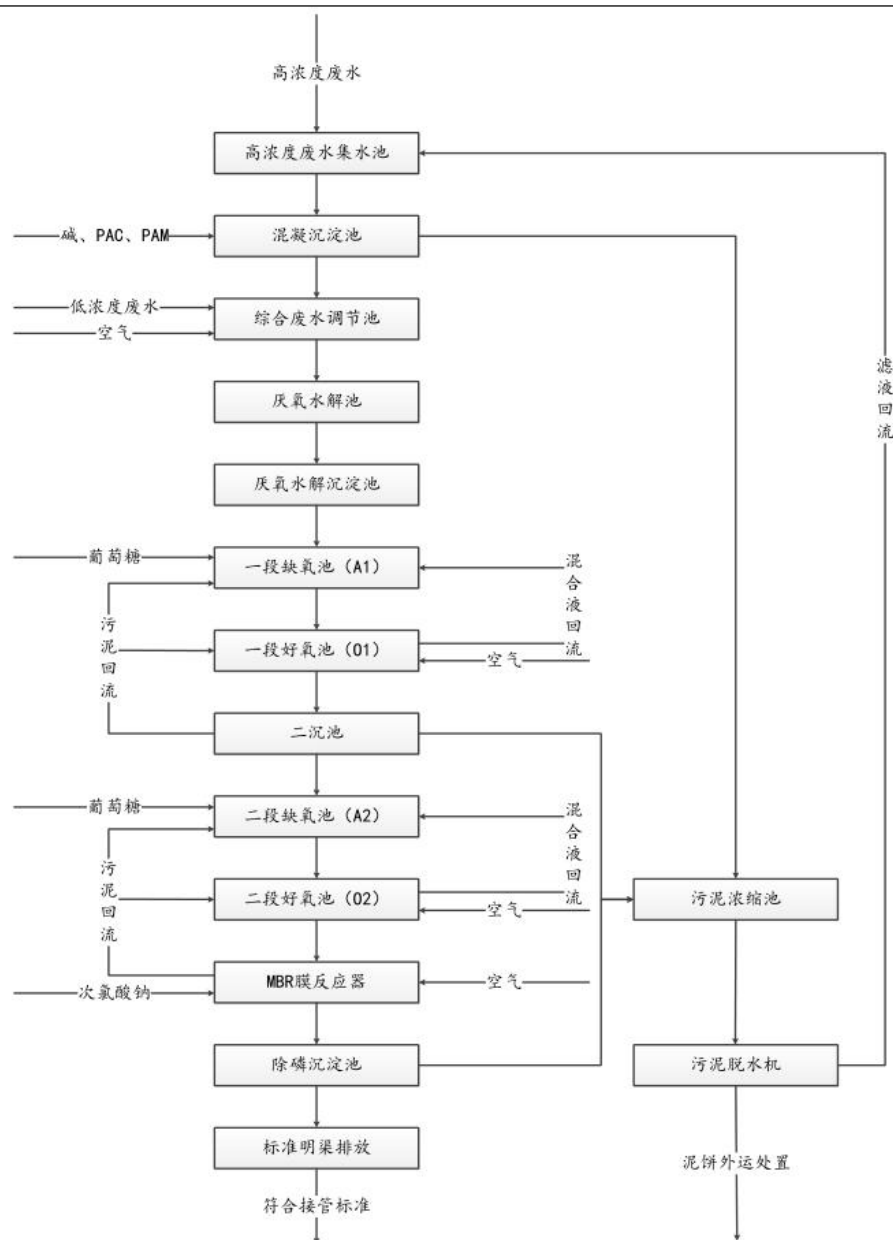 高浓度废水
高浓度废水集水池
碱、PAC、PAM
混凝沉淀池
低浓度废水
空气
综合废水调节池
滤液回流
厌氧水解池
厌氧水解沉淀池
葡萄糖
一段缺氧池（A1）
混合液回流
污泥回流
一段好氧池（O1）
空气
二沉池
葡萄糖
二段缺氧池（A2）
混合液回流
污泥回流
二段好氧池（O2）
空气
污泥浓缩池
MBR膜反应器
空气
次氯酸钠
除磷沉淀池
污泥脱水机
标准明渠排放
泥饼外运处置
符合接管标准